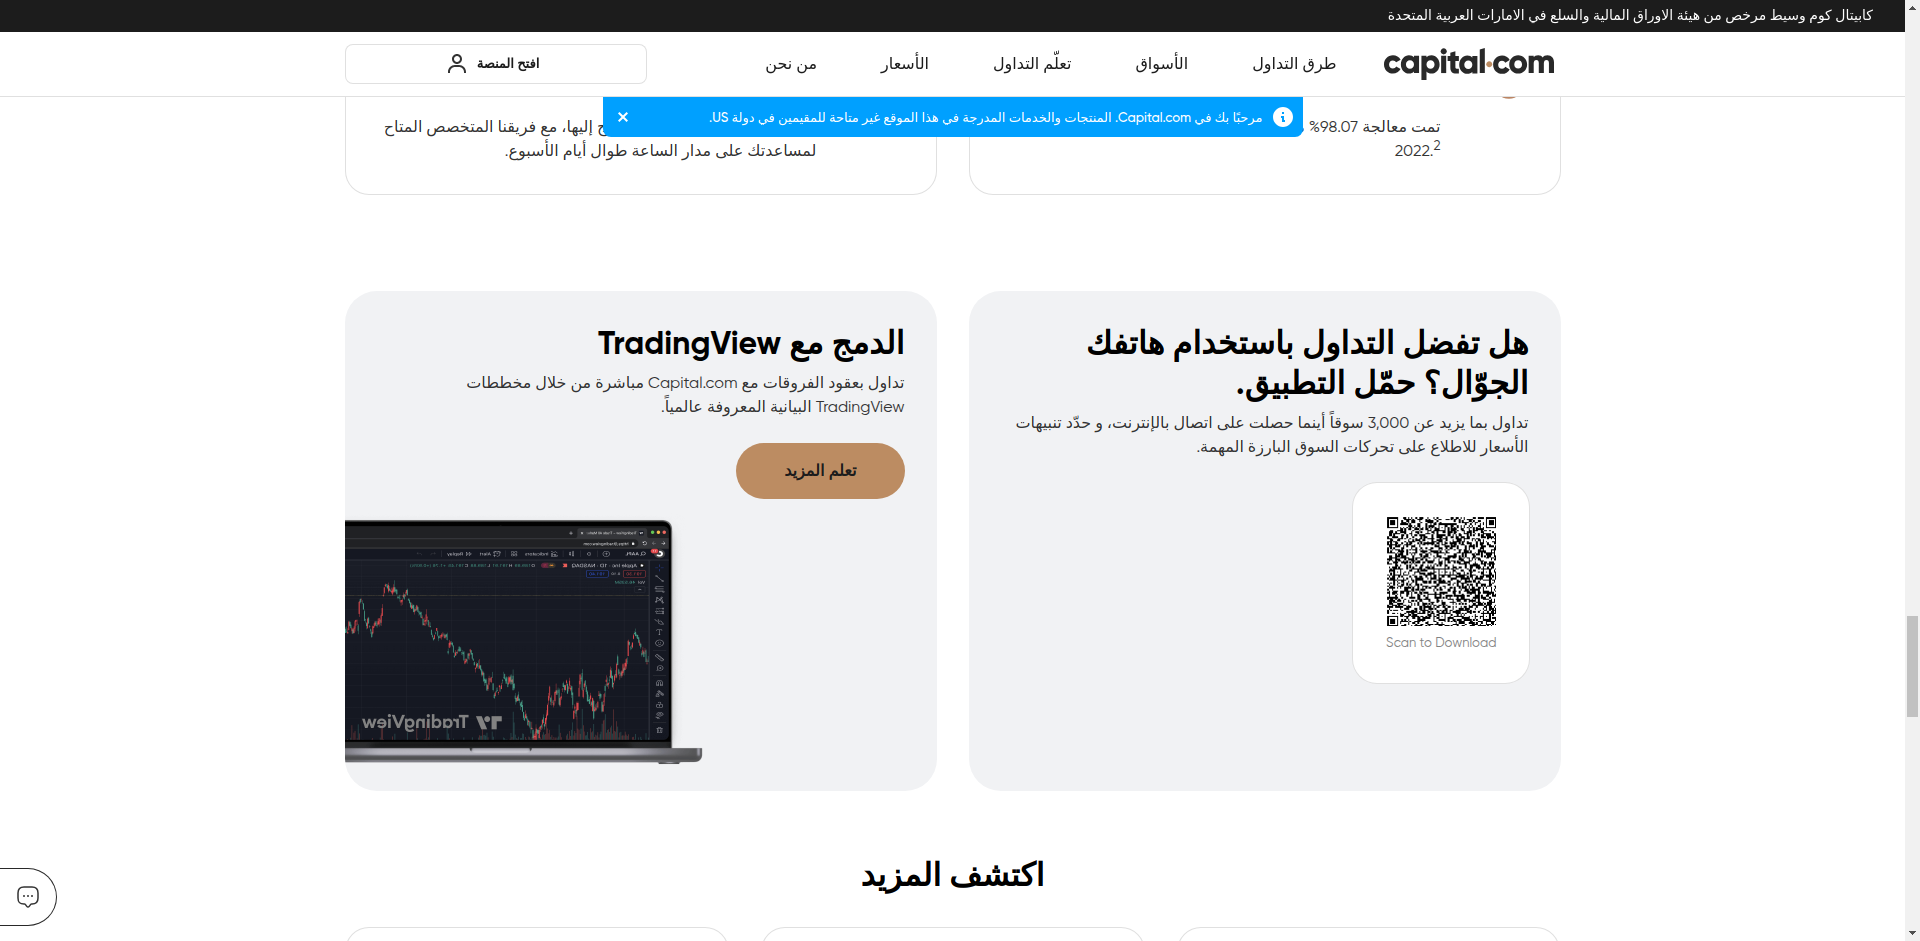 كابيتال كوم وسيط مرخص من هيئة الاوراق المالية والسلع في الامارات العربية المتحدة
capital.com
طرق التداول
الأسواق
تعلّم التداول
الأسعار
من نحن
افتح المنصة
مرحبًا بك في Capital.com. المنتجات والخدمات المدرجة في هذا الموقع غير متاحة للمقيمين في دولة US.
تمت معالجة 98.07%
2022.2
إليها، مع فريقنا المتخصص المتاح
لمساعدتك على مدار الساعة طوال أيام الأسبوع.
هل تفضل التداول باستخدام هاتفك
الجوّال؟ حمّل التطبيق.
تداول بما يزيد عن 3,000 سوقاً أينما حصلت على اتصال بالإنترنت، و حدّد تنبيهات
الأسعار للاطلاع على تحركات السوق البارزة المهمة.
Scan to Download
الدمج مع TradingView
تداول بعقود الفروقات مع Capital.com مباشرة من خلال مخططات
TradingView البيانية المعروفة عالمياً.
تعلم المزيد
TradingView
اكتشف المزيد